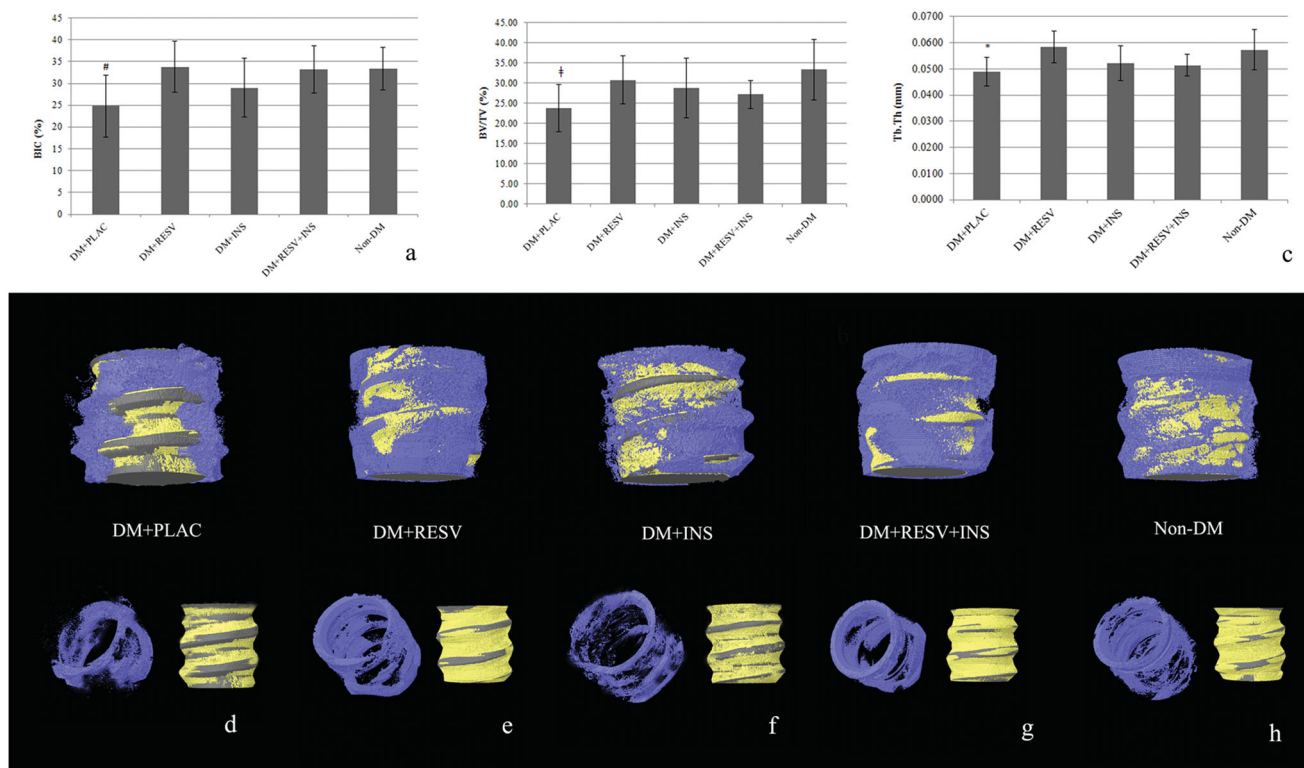 45
40
35
30
25
20
15
10
5
0
BIC (%)
#
DM+PLAC
DM+RESV
DM+INS
DM+RESV+INS
Non-DM
a
45.00
40.00
35.00
30.00
25.00
20.00
15.00
10.00
5.00
0.00
BV/TV (%)
ǂ
DM+PLAC
DM+RESV
DM+INS
DM+RESV+INS
Non-DM
0.0700
0.0600
0.0500
0.0400
0.0300
0.0200
0.0100
0.0000
Tb.Th (mm)
*
DM+PLAC
DM+RESV
DM+INS
DM+RESV+INS
Non-DM
c
DM+PLAC
DM+RESV
DM+INS
DM+RESV+INS
Non-DM
d
e
f
g
h